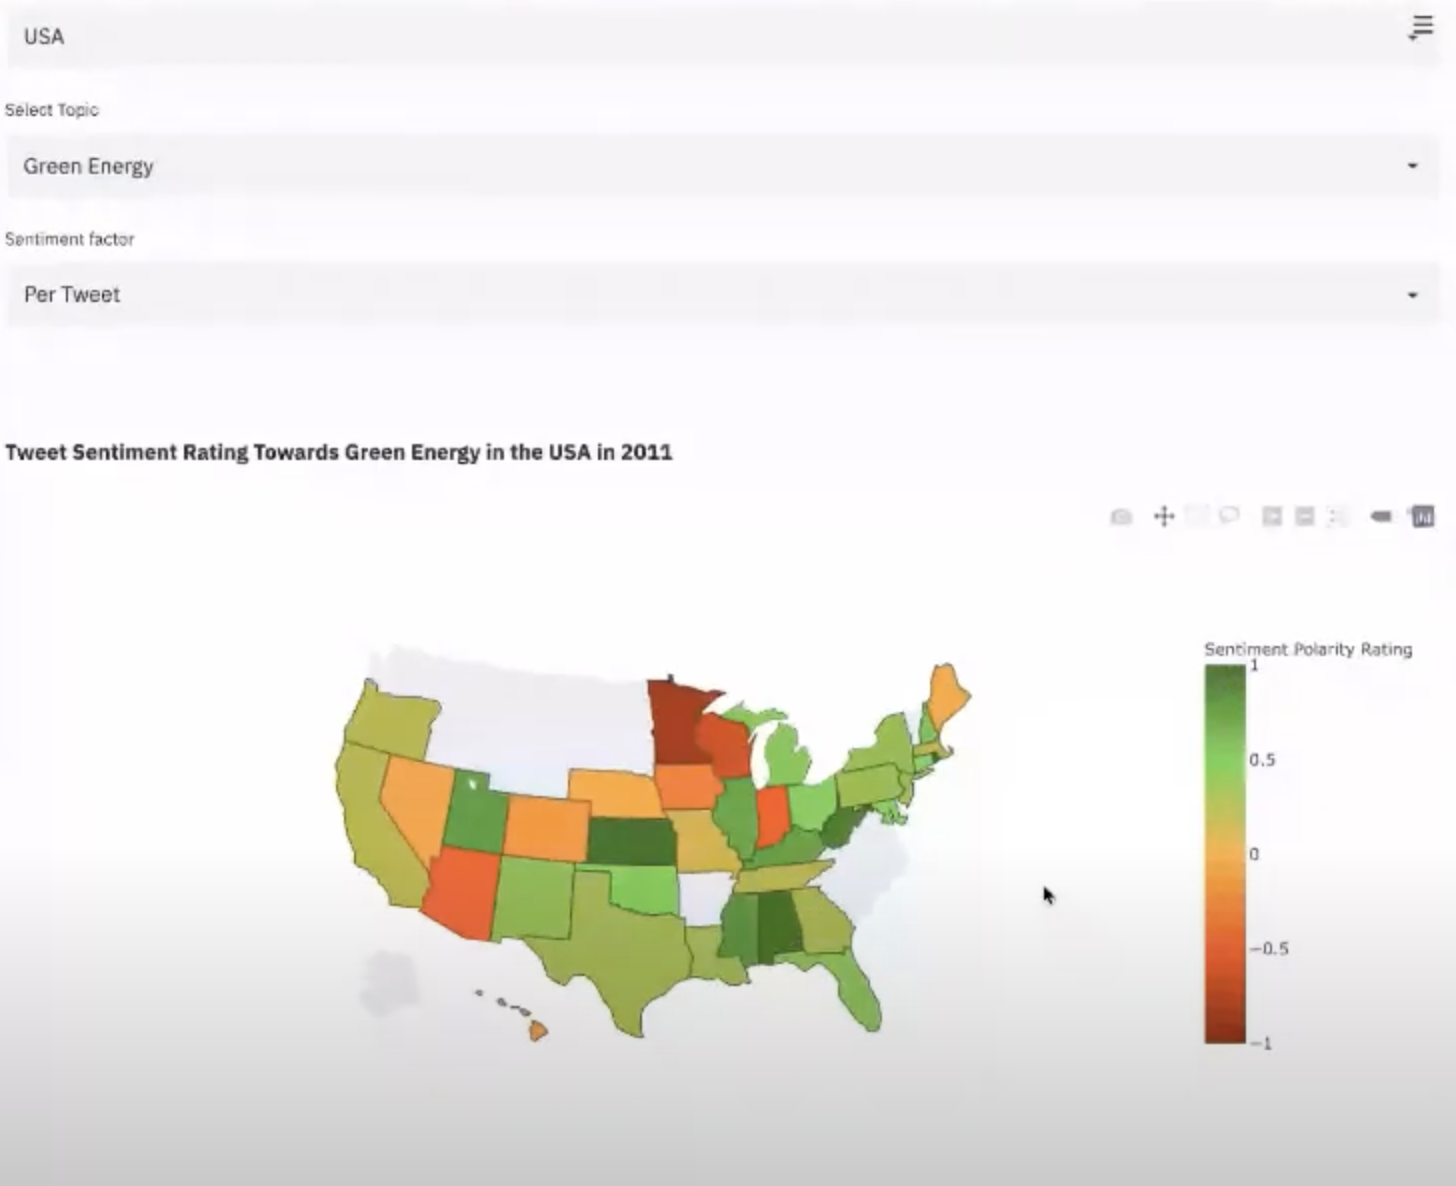 USA
Select Topic
Green Energy
Sentiment factor
Per Tweet
Tweet Sentiment Rating Towards Green Energy in the USA in 2011
Sentiment Polarity Rating
1
0.5
0
−0.5
−1